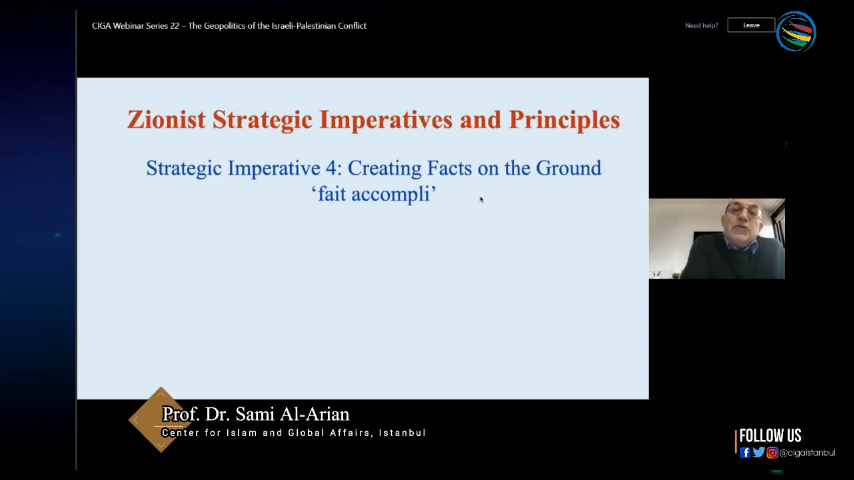 CIGA Webinar Series 22 – The Geopolitics of the Israeli-Palestinian Conflict
Need help?
Leave
Zionist Strategic Imperatives and Principles
Strategic Imperative 4: Creating Facts on the Ground
‘fait accompli’
Prof. Dr. Sami Al-Arian
Center for Islam and Global Affairs, Istanbul
FOLLOW US
@cigaistanbul